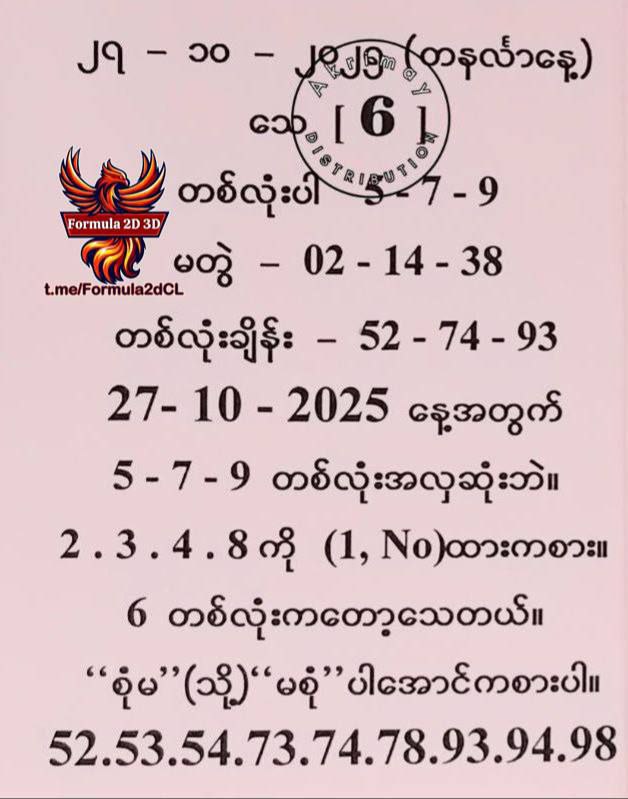 ၂၇ - ၁၀ - ၂၀၂၅ (တနင်္လာနေ့)
Akrimay
DISTRIBUTION
သေ [ 6 ]
တစ်လုံးပါ 5 - 7 - 9
Formula 2D 3D
t.me/Formula2dCL
မတွဲ – 02 - 14 - 38
တစ်လုံးချိန်း – 52 - 74 - 93
27- 10 - 2025 နေ့အတွက်
5 - 7 - 9 တစ်လုံးအလှဆုံးဘဲ။
2 . 3 . 4 . 8 ကို (1, No)ထားကစား။
6 တစ်လုံးကတော့သေတယ်။
‘‘စုံမ’’(သို့)‘‘မစုံ’’ပါအောင်ကစားပါ။
52.53.54.73.74.78.93.94.98